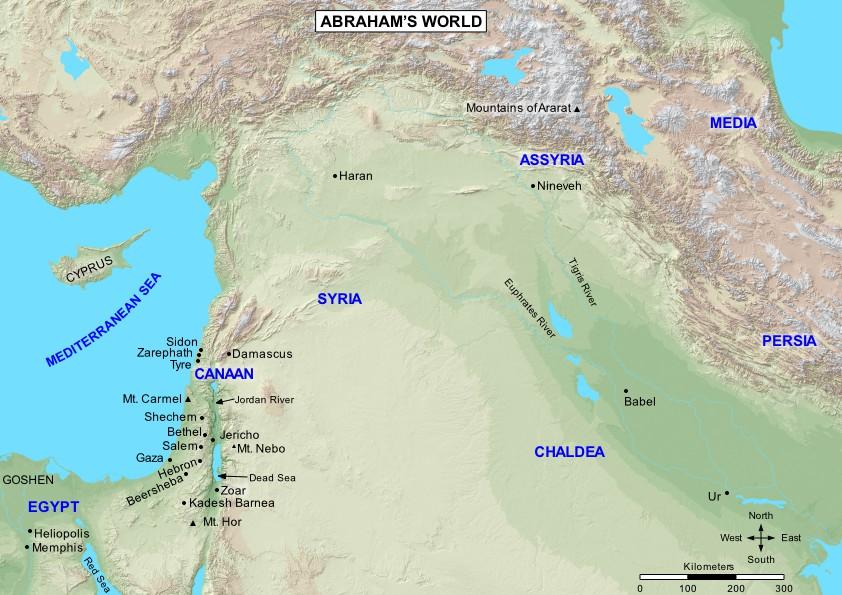 ABRAHAM'S WORLD
Mountains of Ararat
MEDIA
ASSYRIA
Haran
Nineveh
CYPRUS
MEDITERRANEAN SEA
SYRIA
Tigris River
Euphrates River
PERSIA
Sidon
Zarephath
Tyre
Damascus
CANAAN
Mt. Carmel
Jordan River
Babel
Shechem
Bethel
Jericho
Salem
Mt. Nebo
Gaza
Hebron
CHALDEA
GOSHEN
Beersheba
Dead Sea
Zoar
EGYPT
Kadesh Barnea
Ur
Mt. Hor
Heliopolis
Memphis
Red Sea
North
West
East
South
Kilometers
0 100 200 300